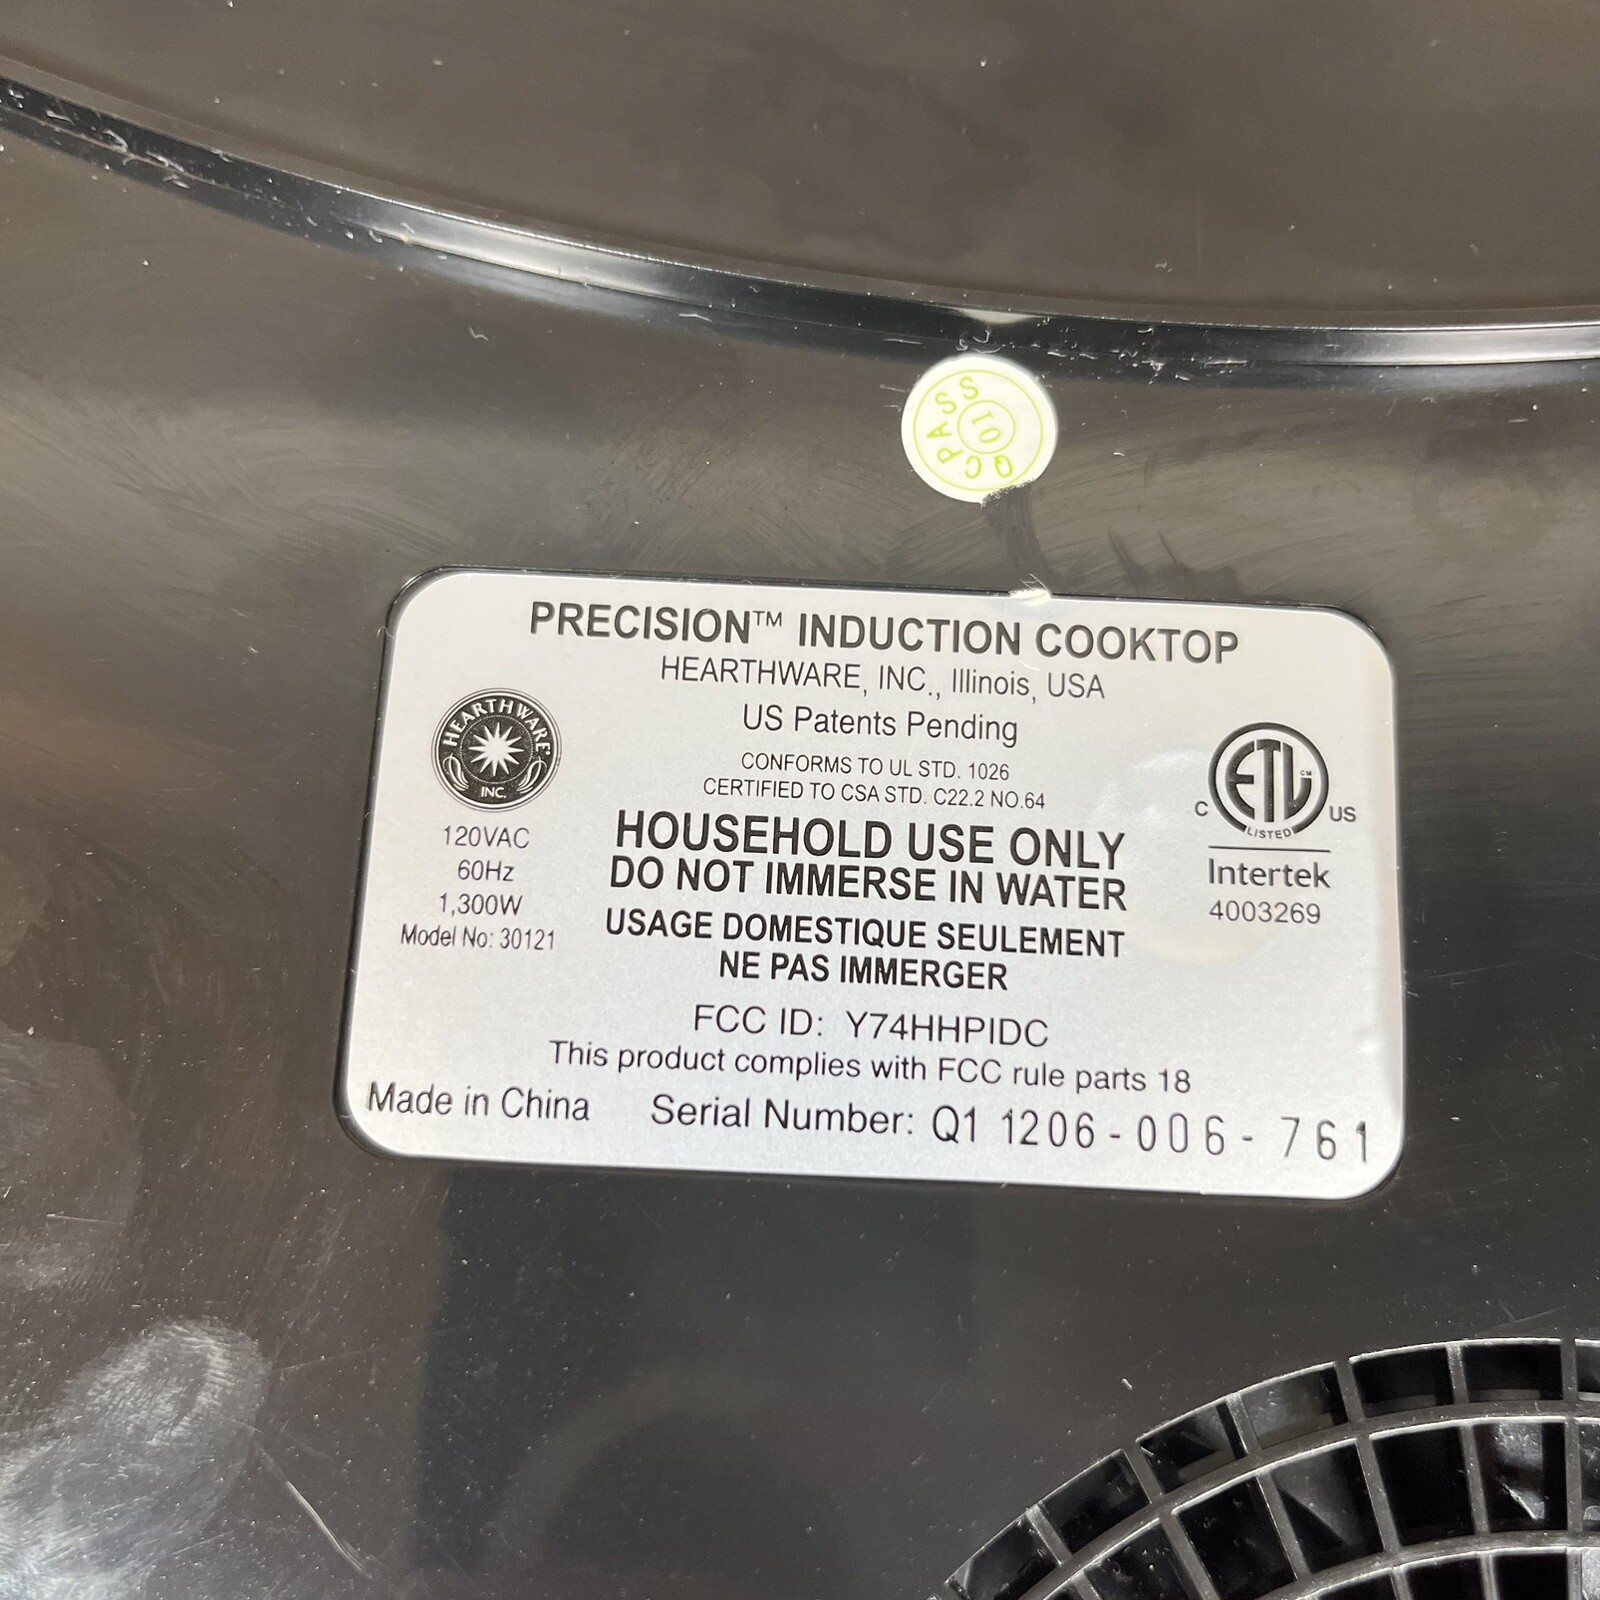 QC PASS
01
PRECISION™ INDUCTION COOKTOP
HEARTHWARE, INC., Illinois, USA
US Patents Pending
CONFORMS TO UL STD. 1026
CERTIFIED TO CSA STD. C22.2 NO.64
HEARTHWARE
INC.
120VAC
60Hz
1,300W
Model No: 30121
HOUSEHOLD USE ONLY
DO NOT IMMERSE IN WATER
USAGE DOMESTIQUE SEULEMENT
NE PAS IMMERGER
ETL CM
C US
LISTED
Intertek
4003269
FCC ID: Y74HHPIDC
This product complies with FCC rule parts 18
Made in China Serial Number: Q1 1206-006-761